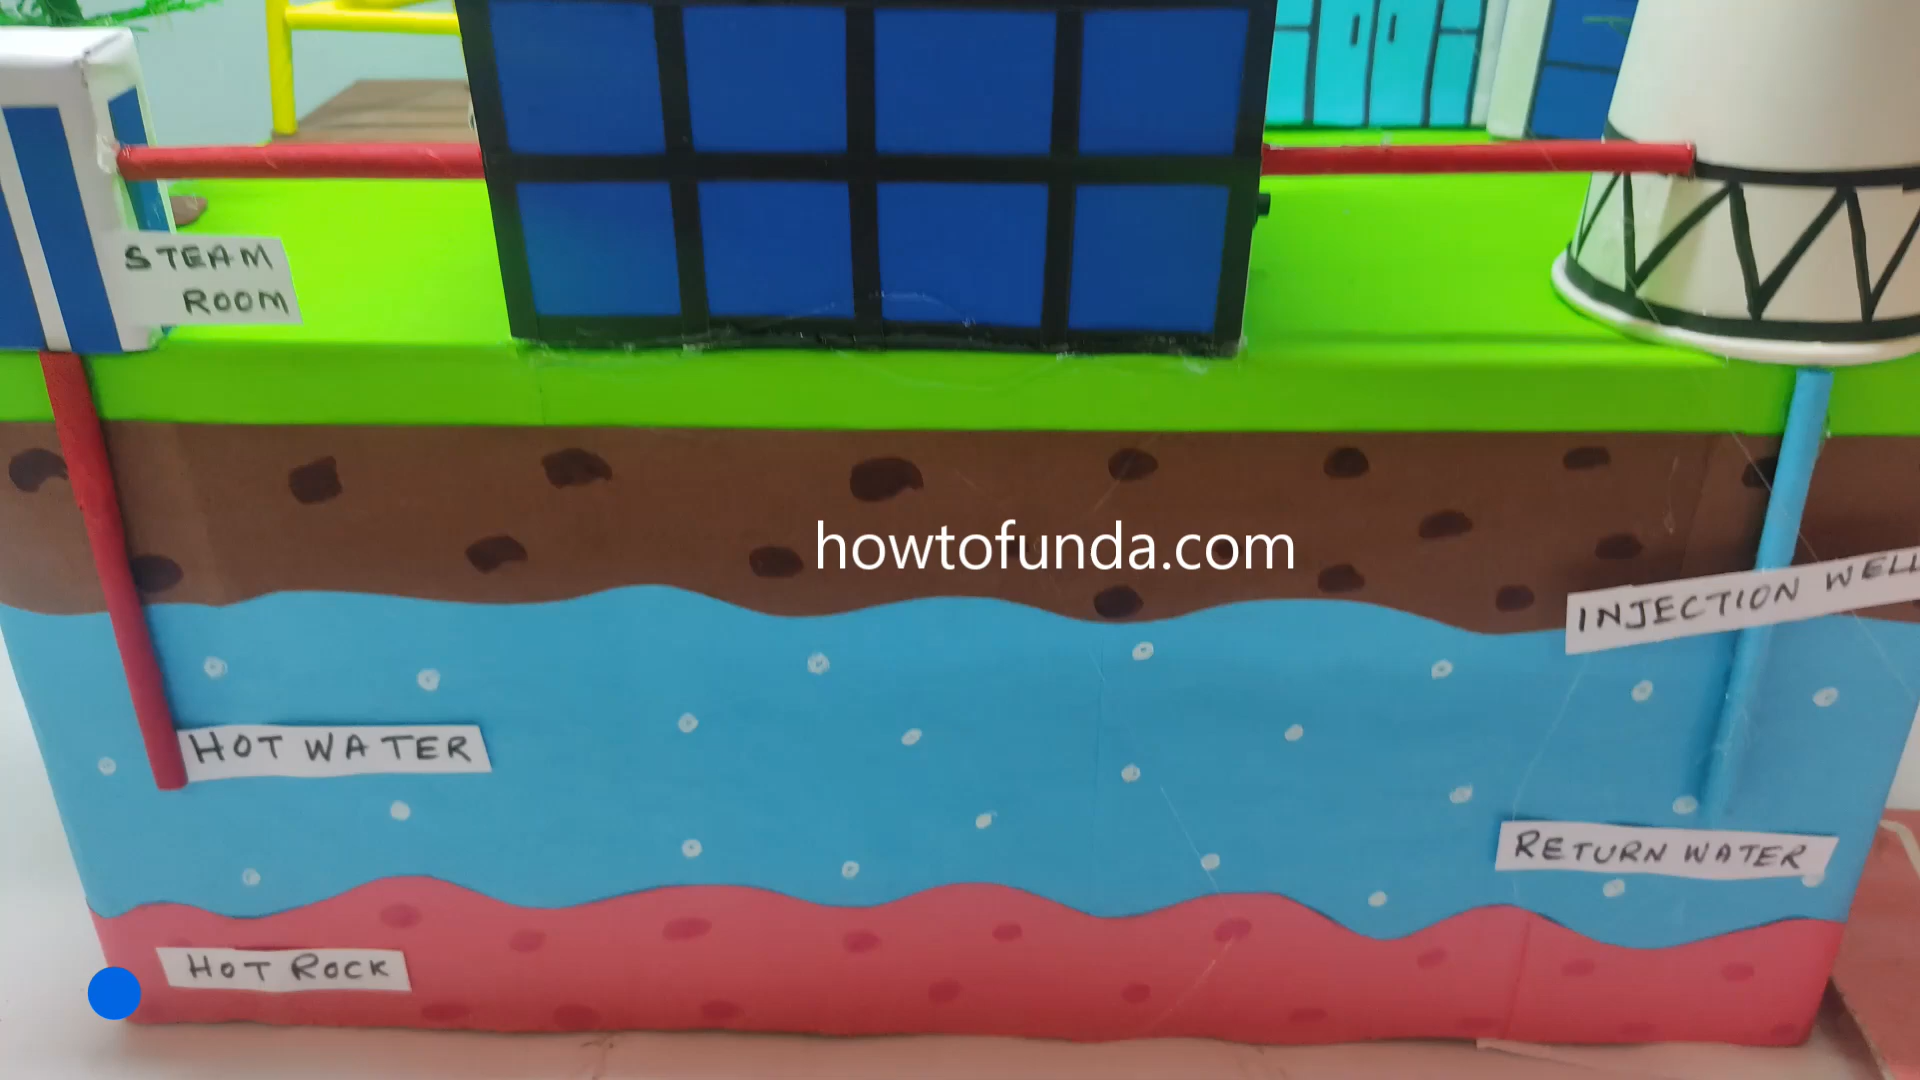 STEAM
ROOM
howtofunda.com
INJECTION WELL
HOT WATER
RETURN WATER
HOT ROCK